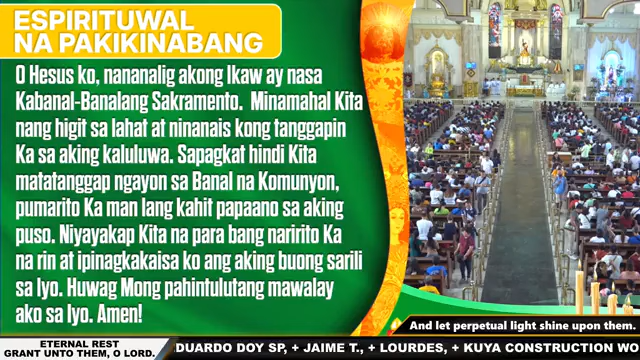 ESPIRITUWAL
NA PAKIKINABANG
O Hesus ko, nananalig akong Ikaw ay nasa
Kabanal-Banalang Sakramento. Minamahal Kita
nang higit sa lahat at ninanais kong tanggapin
Ka sa aking kaluluwa. Sapagkat hindi Kita
matatanggap ngayon sa Banal na Komunyon,
pumarito Ka man lang kahit papaano sa aking
puso. Niyayakap Kita na para bang naririto Ka
na rin at ipinagkakaisa ko ang aking buong sarili
sa Iyo. Huwag Mong pahintulutang mawalay
ako sa Iyo. Amen!
And let perpetual light shine upon them.
ETERNAL REST
GRANT UNTO THEM, O LORD.
DUARDO DOY SP, + JAIME T., + LOURDES, + KUYA CONSTRUCTION WO